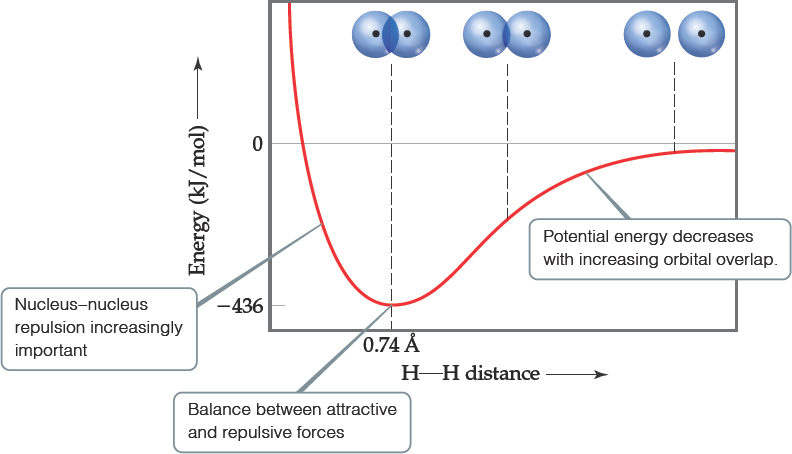 Energy (kJ/mol)
0
−436
0.74 Å
H—H distance
Potential energy decreases
with increasing orbital overlap.
Nucleus–nucleus
repulsion increasingly
important
Balance between attractive
and repulsive forces